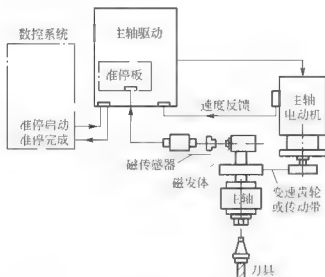 数控系统
主轴驱动
准停板
准停启动
准停完成
速度反馈
主轴
电动机
磁传感器
磁发体
主轴
变速齿轮
或传动带
刀具